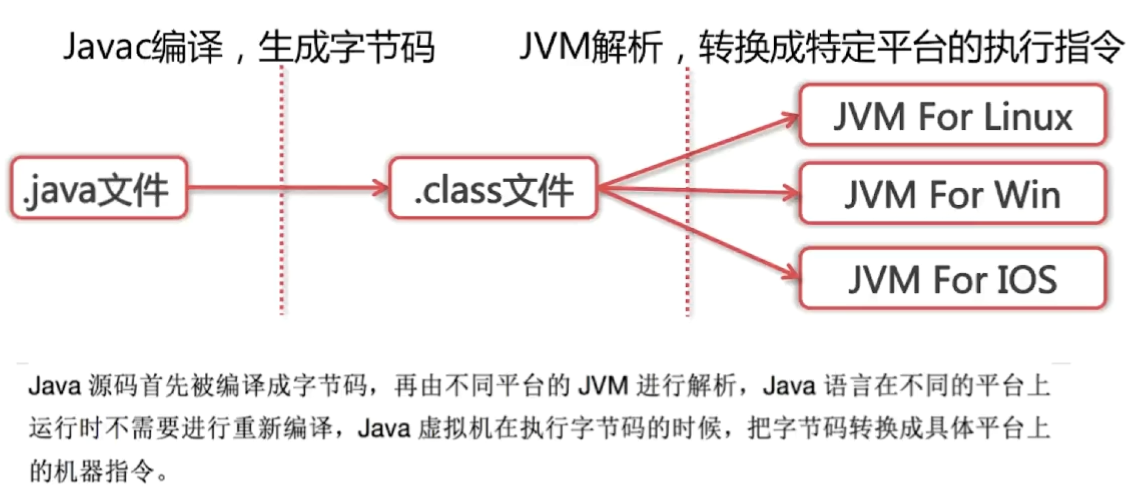 Javac编译，生成字节码
JVM解析，转换成特定平台的执行指令
.java文件
.class文件
JVM For Linux
JVM For Win
JVM For IOS
Java 源码首先被编译成字节码，再由不同平台的 JVM 进行解析，Java 语言在不同的平台上
运行时不需要进行重新编译，Java 虚拟机在执行字节码的时候，把字节码转换成具体平台上
的机器指令。